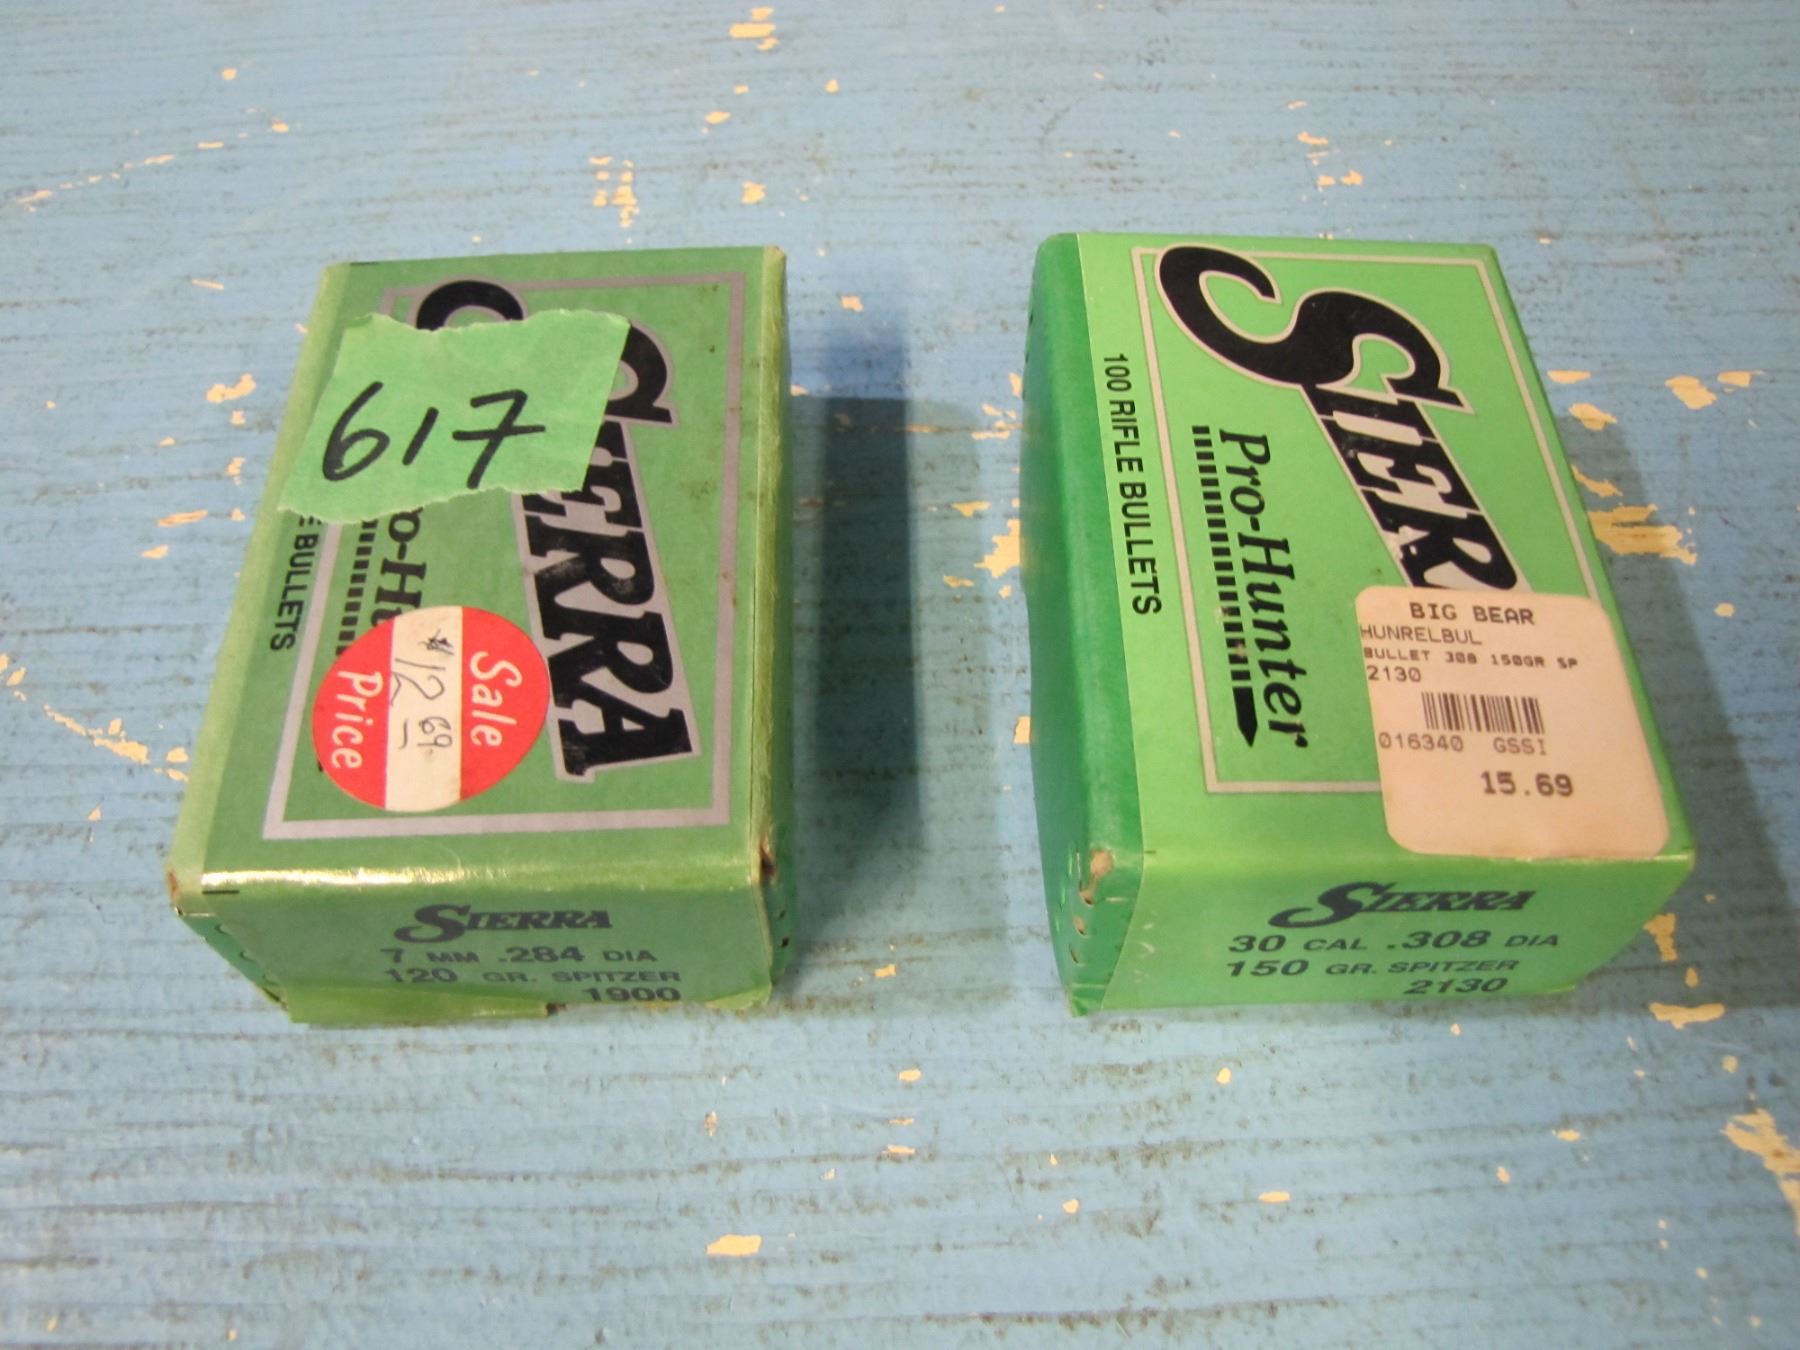 SIERRA
617
o-Hu
BULLETS
Sale
$12.69
Price
SIERRA
7 MM .284 DIA
120 GR. SPITZER
1900
SIERR
Pro-Hunter
100 RIFLE BULLETS
BIG BEAR
HUNRELBUL
BULLET 308 150GR SP
2130
016340 GSSI
15.69
SIERRA
30 CAL .308 DIA
150 GR. SPITZER
2130